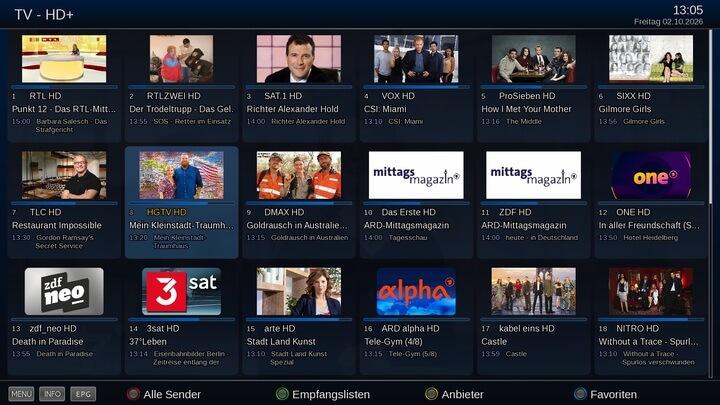 TV - HD+
13:05
Freitag 02.10.2026
1 RTL HD
Punkt 12 - Das RTL-Mitt...
15:00 Barbara Salesch - Das
Strafgericht
2 RTLZWEI HD
Der Trödeltrupp - Das Gel...
13:55 SOS - Retter im Einsatz
3 SAT.1 HD
Richter Alexander Hold
14:00 Richter Alexander Hold
4 VOX HD
CSI: Miami
13:10 CSI: Miami
5 ProSieben HD
How I Met Your Mother
13:16 The Middle
6 SIXX HD
Gilmore Girls
13:56 Gilmore Girls
mittags
magazin
mittags
magazin
one
7 TLC HD
Restaurant Impossible
13:30 Gordon Ramsay's
Secret Service
8 HGTV HD
Mein Kleinstadt-Traumh...
13:20 Mein Kleinstadt-
Traumhaus
9 DMAX HD
Goldrausch in Australie...
13:15 Goldrausch in Australien
10 Das Erste HD
ARD-Mittagsmagazin
14:00 Tagesschau
11 ZDF HD
ARD-Mittagsmagazin
14:00 heute - in Deutschland
12 ONE HD
In aller Freundschaft (S...
13:50 Hotel Heidelberg
zdf
neo
3 sat
alpha
13 zdf_neo HD
Death in Paradise
13:55 Death in Paradise
14 3sat HD
37°Leben
13:14 Eisenbahnbilder Berlin-
Zeitreise entlang der
15 arte HD
Stadt Land Kunst
13:10 Stadt Land Kunst
Spezial
16 ARD alpha HD
Tele-Gym (4/8)
13:15 Tele-Gym (5/8)
17 kabel eins HD
Castle
13:59 Castle
18 NITRO HD
Without a Trace - Spurlo...
13:10 Without a Trace -
Spurlos verschwunden
MENU INFO EPG Alle Sender Empfangslisten Anbieter Favoriten